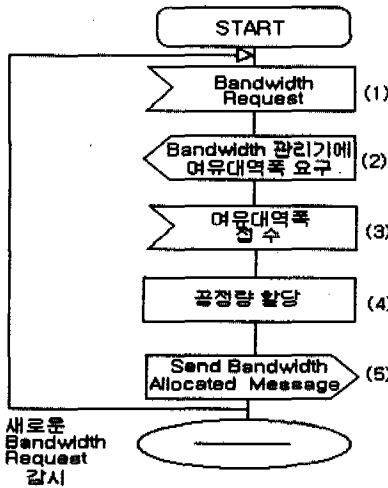 START
Bandwidth
Request
(1)
Bandwidth 관리기에
여유대역폭 요구
(2)
여유대역폭
접수
(3)
공정량 할당
(4)
Send Bandwidth
Allocated Message
(5)
새로운
Bandwidth
Request
감시